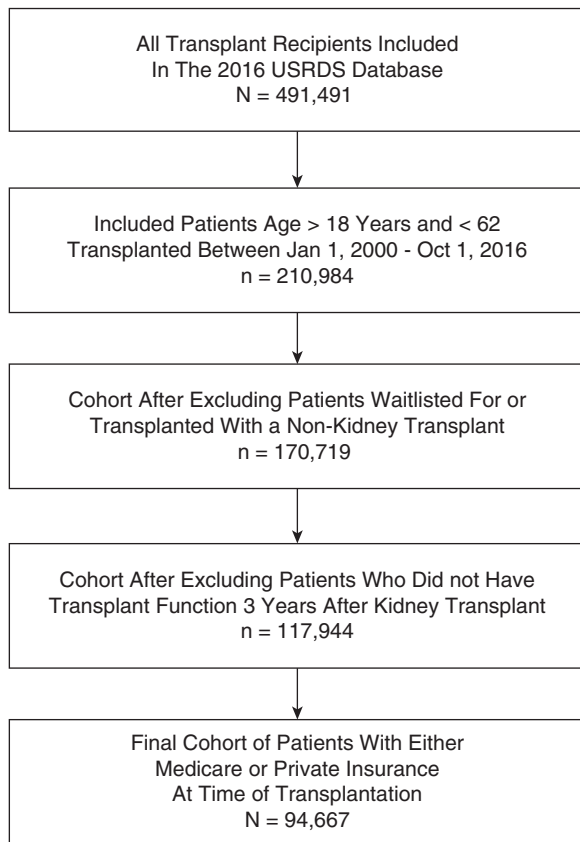 All Transplant Recipients Included
In The 2016 USRDS Database
N = 491,491
Included Patients Age > 18 Years and < 62
Transplanted Between Jan 1, 2000 - Oct 1, 2016
n = 210,984
Cohort After Excluding Patients Waitlisted For or
Transplanted With a Non-Kidney Transplant
n = 170,719
Cohort After Excluding Patients Who Did not Have
Transplant Function 3 Years After Kidney Transplant
n = 117,944
Final Cohort of Patients With Either
Medicare or Private Insurance
At Time of Transplantation
N = 94,667